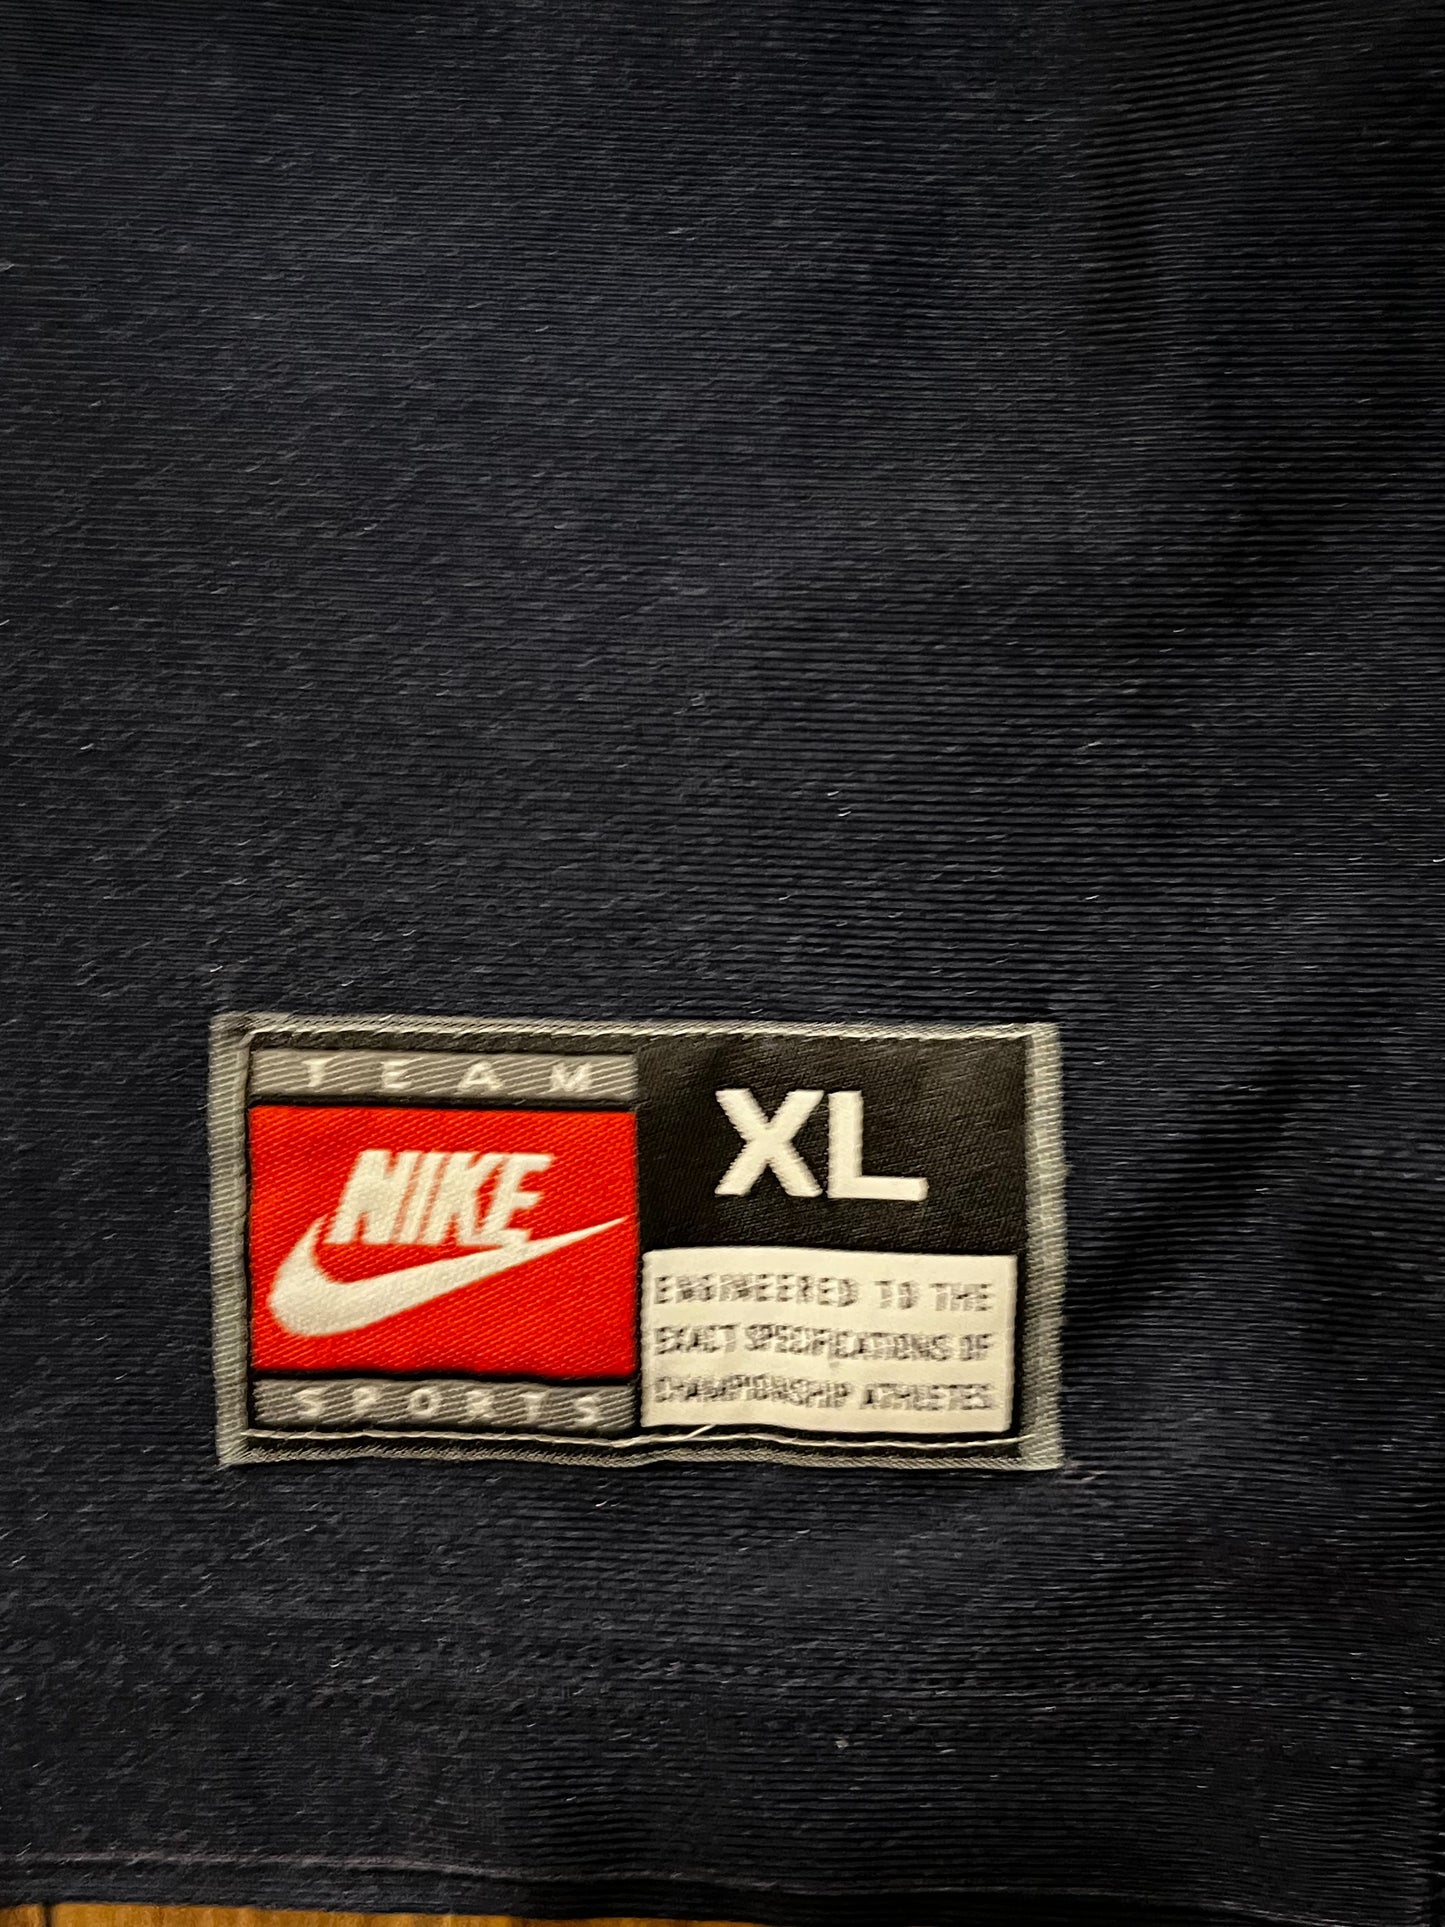 TEAM
NIKE
SPORTS
XL
ENGINEERED TO THE
EXACT SPECIFICATIONS OF
CHAMPIONSHIP ATHLETES